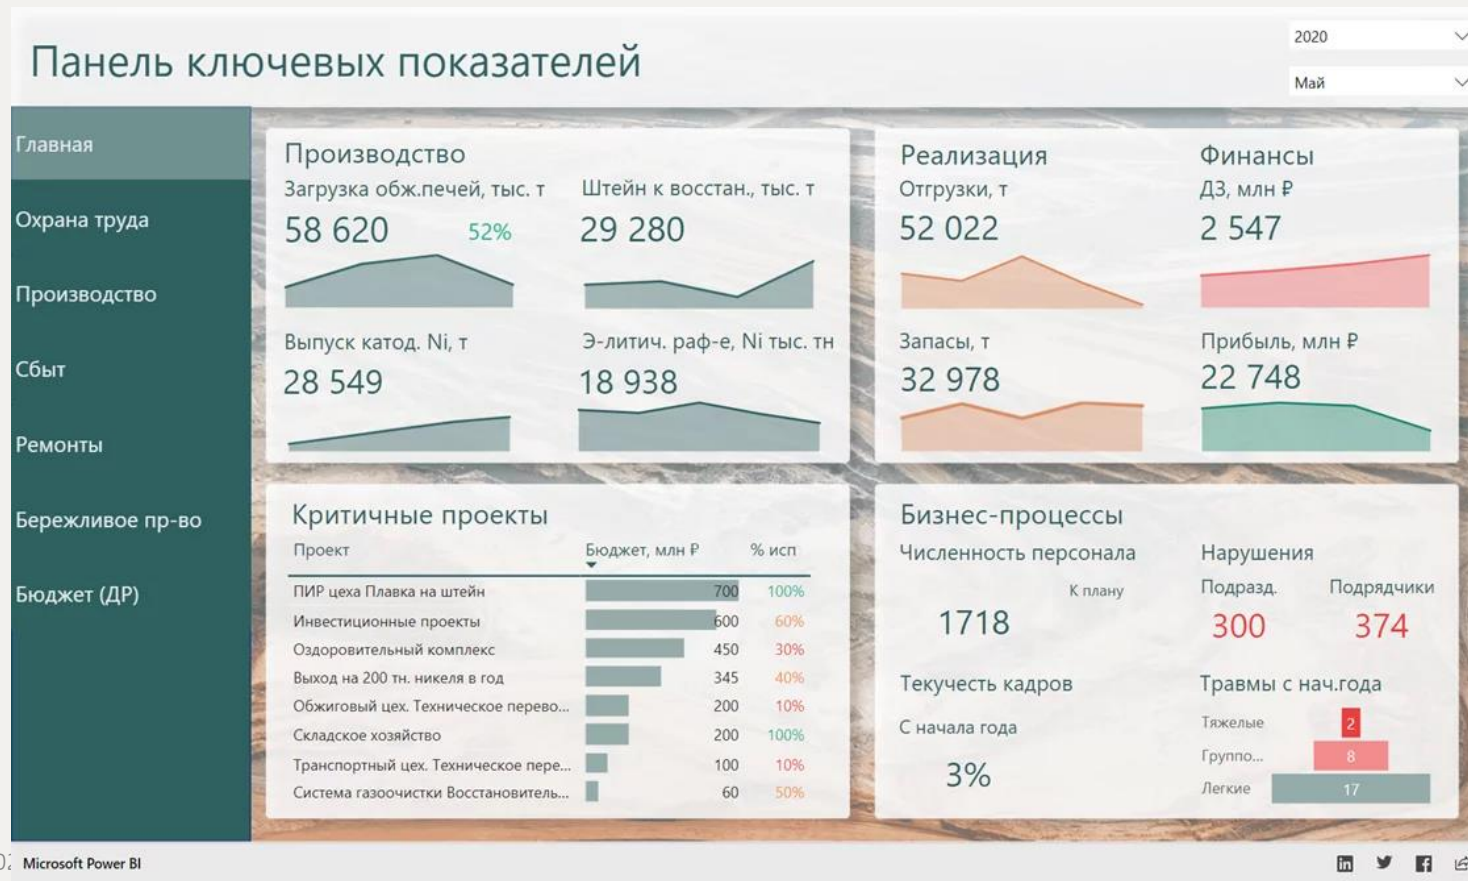 Панель ключевых показателей
2020
Май
Главная
Охрана труда
Производство
Сбыт
Ремонты
Бережливое пр-во
Бюджет (ДР)
Производство
Загрузка обж.печей, тыс. т
58 620 52%
Штейн к восстан., тыс. т
29 280
Выпуск катод. Ni, т
28 549
Э-литич. раф-е, Ni тыс. тн
18 938
Реализация
Отгрузки, т
52 022
Запасы, т
32 978
Финансы
ДЗ, млн ₽
2 547
Прибыль, млн ₽
22 748
Критичные проекты
Проект Бюджет, млн ₽ % исп
ПИР цеха Плавка на штейн 700 100%
Инвестиционные проекты 600 60%
Оздоровительный комплекс 450 30%
Выход на 200 тн. никеля в год 345 40%
Обжиговый цех. Техническое перево... 200 10%
Складское хозяйство 200 100%
Транспортный цех. Техническое пере... 100 10%
Система газоочистки Восстановитель... 60 50%
Бизнес-процессы
Численность персонала
К плану
1718
Текучесть кадров
С начала года
3%
Нарушения
Подразд. Подрядчики
300 374
Травмы с нач.года
Тяжелые 2
Группо... 8
Легкие 17
Microsoft Power BI